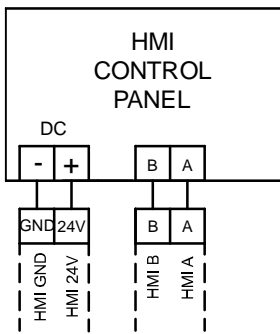 HMI
CONTROL
PANEL
DC
- + B A
GND 24V B A
HMI GND
HMI 24V
HMI B
HMI A